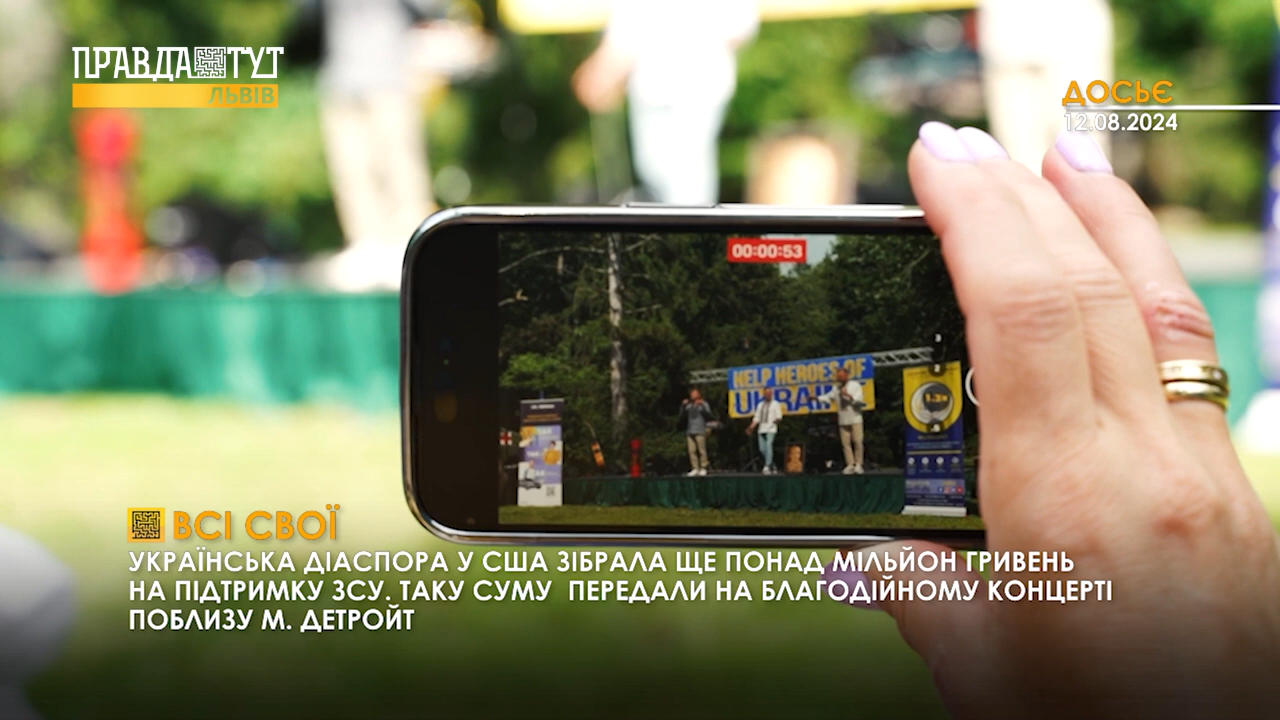 ПРАВДА ТУТ
ЛЬВІВ
ДОСЬЄ
12.08.2024
00:00:53
HELP HEROES OF
UKRAINE
ВСІ СВОЇ
УКРАЇНСЬКА ДІАСПОРА У США ЗІБРАЛА ЩЕ ПОНАД МІЛЬЙОН ГРИВЕНЬ
НА ПІДТРИМКУ ЗСУ. ТАКУ СУМУ ПЕРЕДАЛИ НА БЛАГОДІЙНОМУ КОНЦЕРТІ
ПОБЛИЗУ М. ДЕТРОЙТ